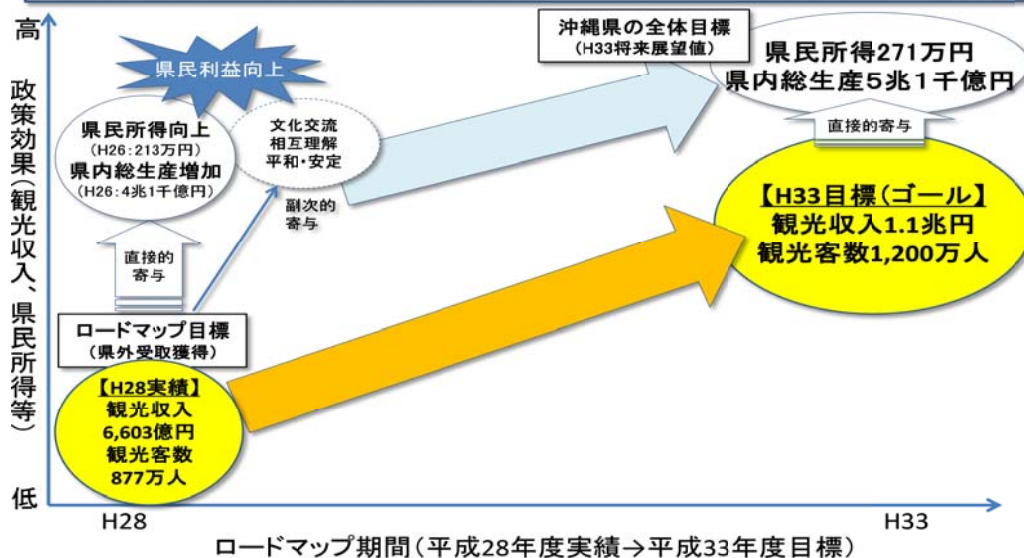 高
政策効果(観光収入、県民所得等)
低
県民利益向上
県民所得向上
(H26:213万円)
県内総生産増加
(H26:4兆1千億円)
文化交流
相互理解
平和・安定
副次的
寄与
直接的
寄与
ロードマップ目標
(県外受取獲得)
【H28実績】
観光収入
6,603億円
観光客数
877万人
沖縄県の全体目標
(H33将来展望値)
県民所得271万円
県内総生産5兆1千億円
直接的寄与
【H33目標(ゴール】
観光収入1.1兆円
観光客数1,200万人
H28
H33
ロードマップ期間(平成28年度実績→平成33年度目標)